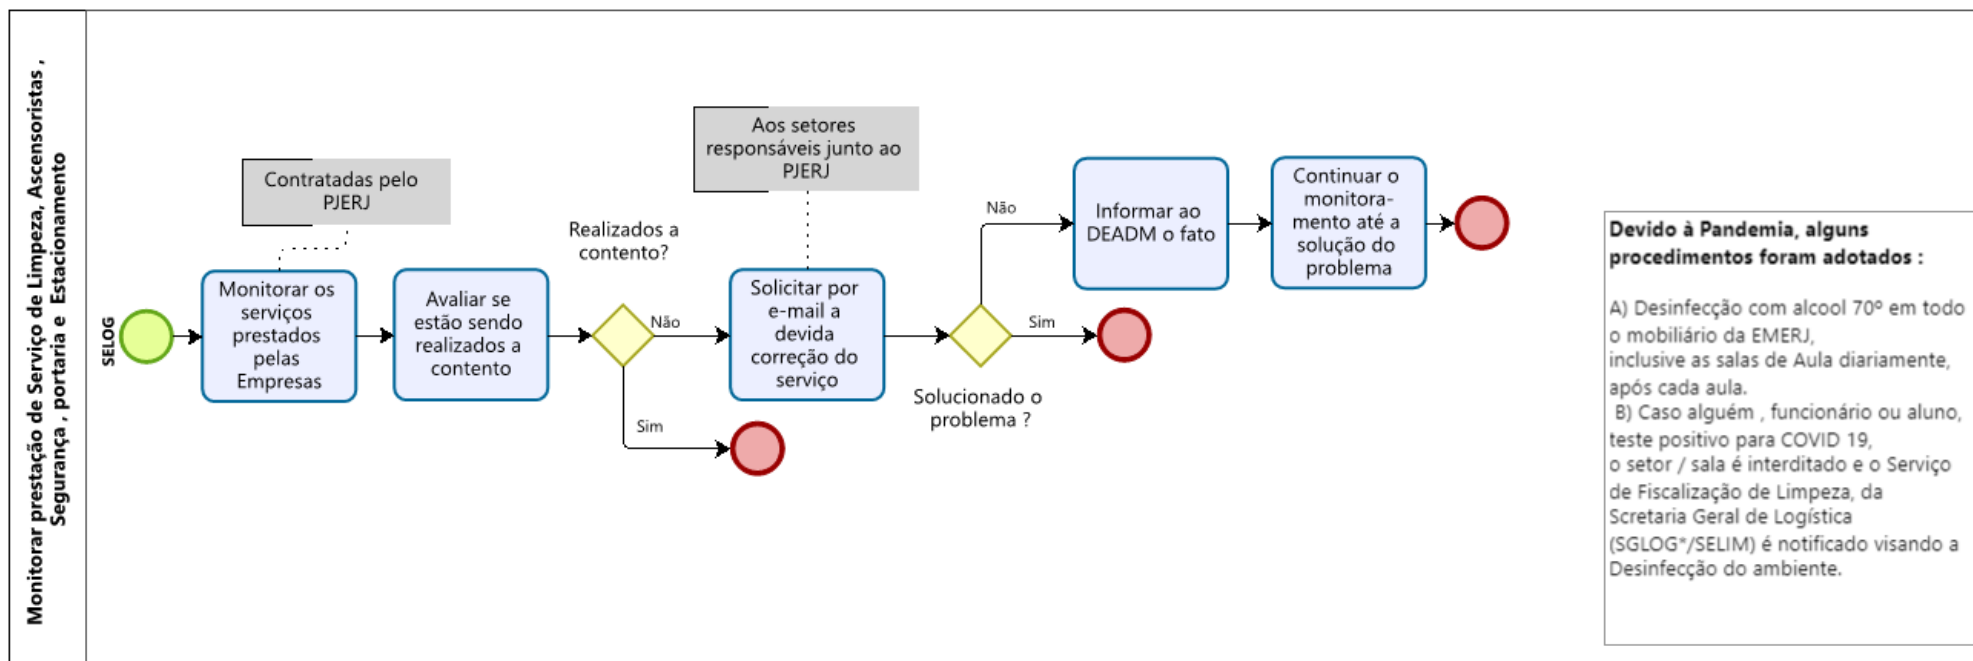 Monitorar prestação de Serviço de Limpeza, Ascensoristas ,
Segurança , portaria e Estacionamento
SELOG
Contratadas pelo
PJERJ
Monitorar os
serviços
prestados
pelas
Empresas
Avaliar se
estão sendo
realizados a
contento
Realizados a
contento?
Não
Sim
Aos setores
responsáveis junto ao
PJERJ
Solicitar por
e-mail a
devida
correção do
serviço
Solucionado o
problema ?
Não
Sim
Informar ao
DEADM o fato
Continuar o
monitora-
mento até a
solução do
problema
Devido à Pandemia, alguns
procedimentos foram adotados :
A) Desinfecção com alcool 70º em todo
o mobiliário da EMERJ,
inclusive as salas de Aula diariamente,
após cada aula.
B) Caso alguém , funcionário ou aluno,
teste positivo para COVID 19,
o setor / sala é interditado e o Serviço
de Fiscalização de Limpeza, da
Scretaria Geral de Logística
(SGLOG*/SELIM) é notificado visando a
Desinfecção do ambiente.